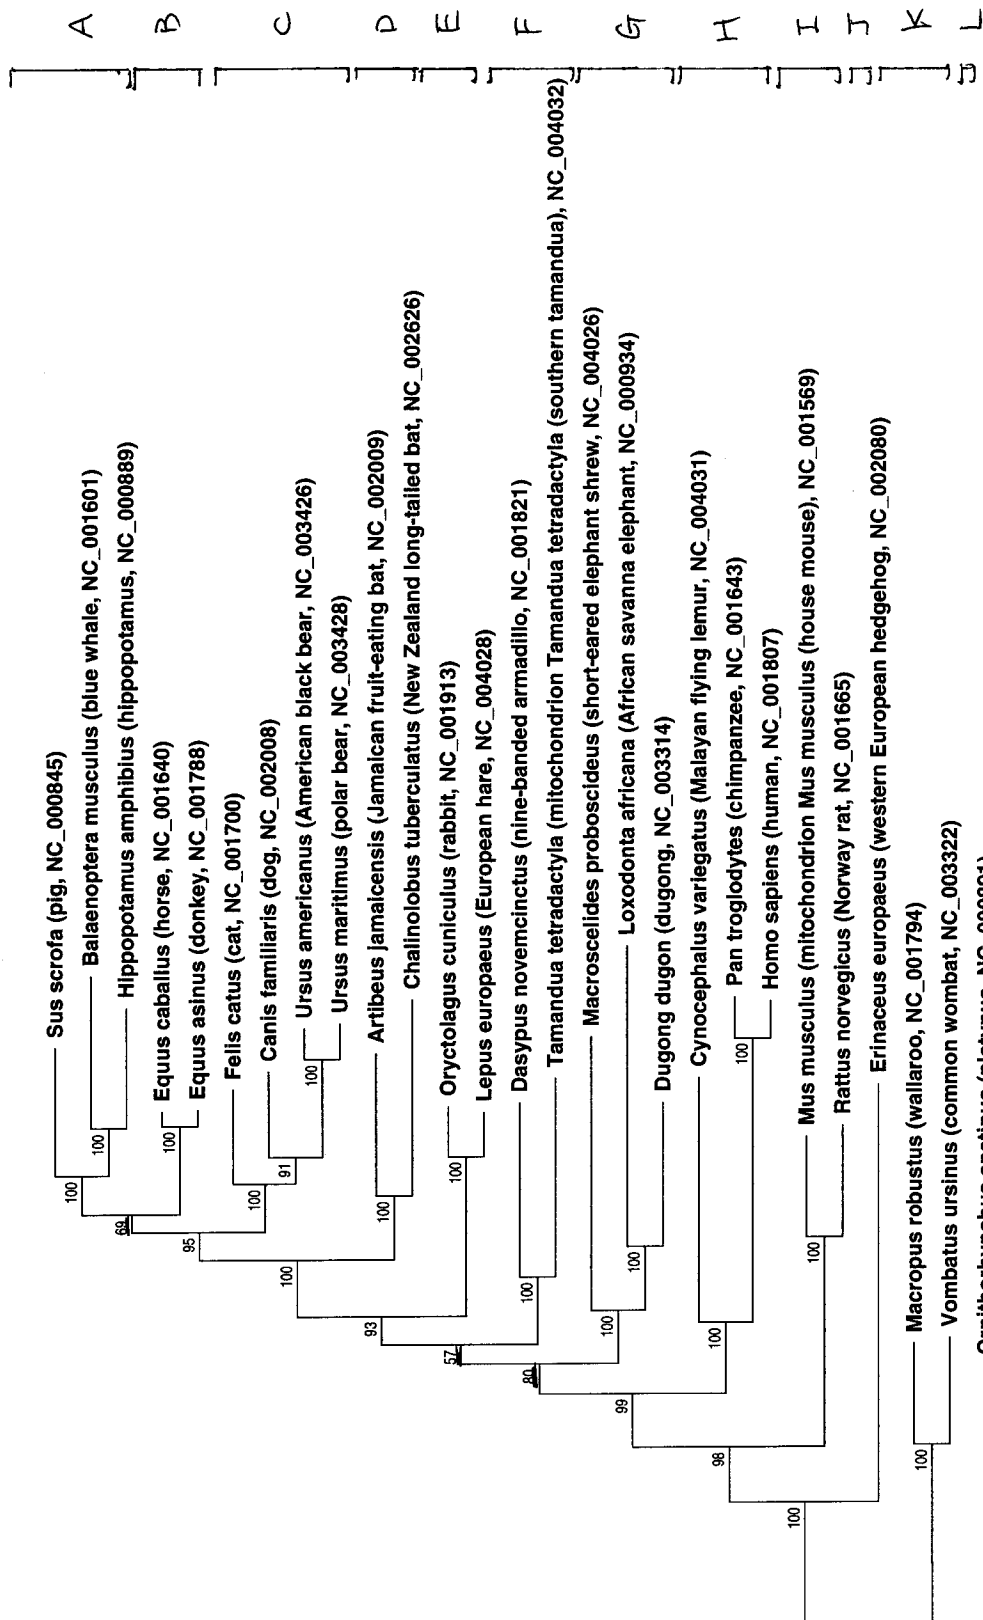 A
B
C
D
E
F
G
H
I
J
K
L
Sus scrofa (pig, NC_000845)
Balaenoptera musculus (blue whale, NC_001601)
Hippopotamus amphibius (hippopotamus, NC_000889)
Equus caballus (horse, NC_001640)
Equus asinus (donkey, NC_001788)
Felis catus (cat, NC_001700)
Canis familiaris (dog, NC_002008)
Ursus americanus (American black bear, NC_003426)
Ursus maritimus (polar bear, NC_003428)
Artibeus jamaicensis (Jamaican fruit-eating bat, NC_002009)
Chalinolobus tuberculatus (New Zealand long-tailed bat, NC_002626)
Oryctolagus cuniculus (rabbit, NC_001913)
Lepus europaeus (European hare, NC_004028)
Dasypus novemcinctus (nine-banded armadillo, NC_001821)
Tamandua tetradactyla (mitochondrion Tamandua tetradactyla (southern tamandua), NC_004032)
Macroscelides proboscideus (short-eared elephant shrew, NC_004026)
Loxodonta africana (African savanna elephant, NC_000934)
Dugong dugon (dugong, NC_003314)
Cynocephalus variegatus (Malayan flying lemur, NC_004031)
Pan troglodytes (chimpanzee, NC_001643)
Homo sapiens (human, NC_001807)
Mus musculus (mitochondrion Mus musculus (house mouse), NC_001569)
Rattus norvegicus (Norway rat, NC_001665)
Erinaceus europaeus (western European hedgehog, NC_002080)
Macropus robustus (wallaroo, NC_001794)
Vombatus ursinus (common wombat, NC_003322)
100
100
69
100
91
100
95
100
100
100
93
100
57
100
100
80
100
100
99
100
98
100
100